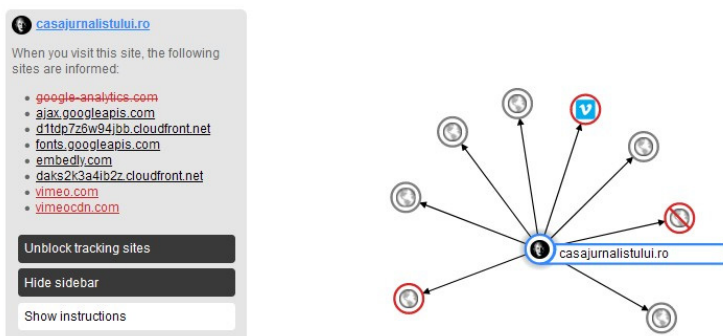 casajurnalistului.ro
When you visit this site, the following
sites are informed:
google-analytics.com
ajax.googleapis.com
d1tdp7z6w94jbb.cloudfront.net
fonts.googleapis.com
embedly.com
daks2k3a4ib2z.cloudfront.net
vimeo.com
vimeocdn.com
Unblock tracking sites
Hide sidebar
Show instructions
casajurnalistului.ro